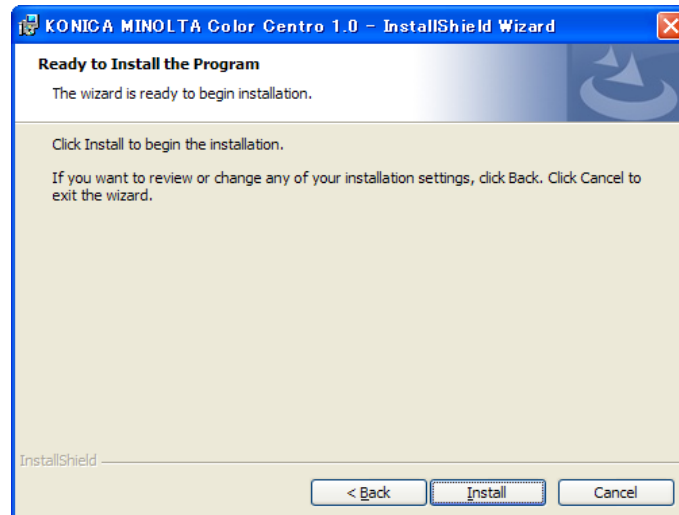 KONICA MINOLTA Color Centro 1.0 - InstallShield Wizard
Ready to Install the Program
The wizard is ready to begin installation.
Click Install to begin the installation.
If you want to review or change any of your installation settings, click Back. Click Cancel to
exit the wizard.
InstallShield
< Back Install Cancel